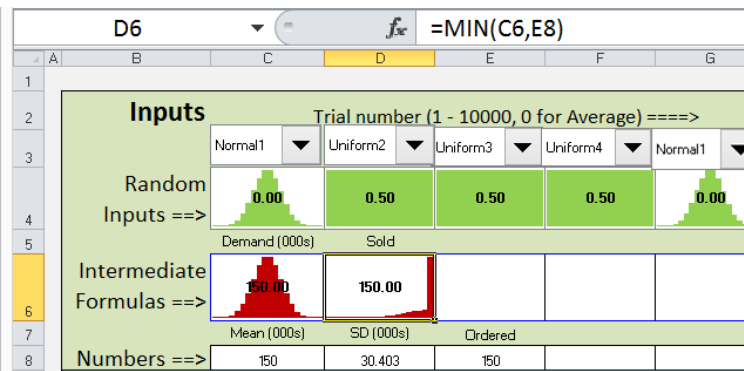 D6 fx =MIN(C6,E8)
A B C D E F G
1
2 Inputs Trial number (1 - 10000, 0 for Average) ====>
3 Normal1 Uniform2 Uniform3 Uniform4 Normal1
Random
4 Inputs ==> 0.00 0.50 0.50 0.50 0.00
5 Demand (000s) Sold
Intermediate
6 Formulas ==> 150.00 150.00
7 Mean (000s) SD (000s) Ordered
8 Numbers ==> 150 30.403 150